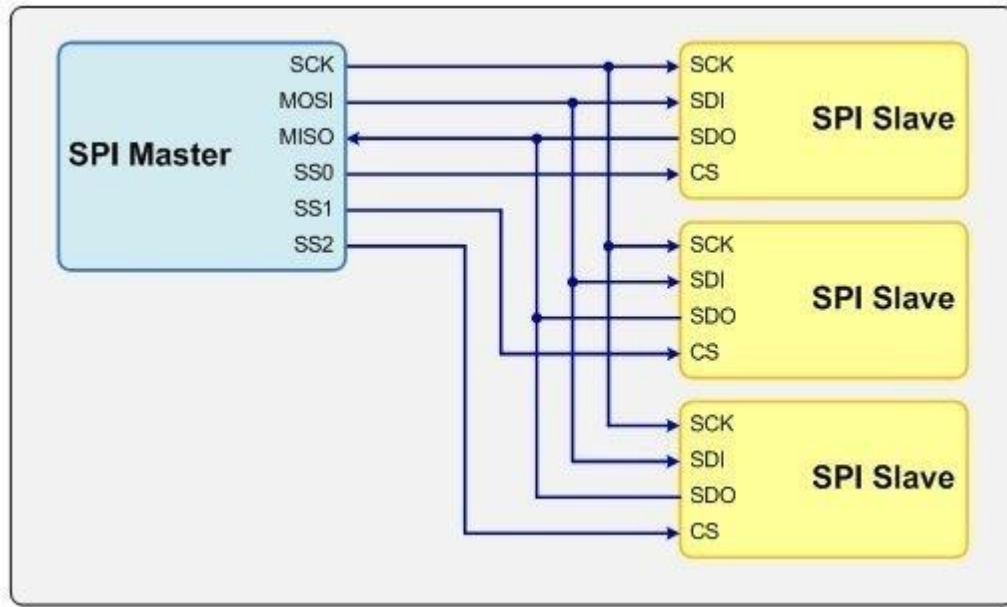 SPI Master
SCK
MOSI
MISO
SS0
SS1
SS2
SCK
SDI
SDO
CS
SPI Slave
SCK
SDI
SDO
CS
SPI Slave
SCK
SDI
SDO
CS
SPI Slave